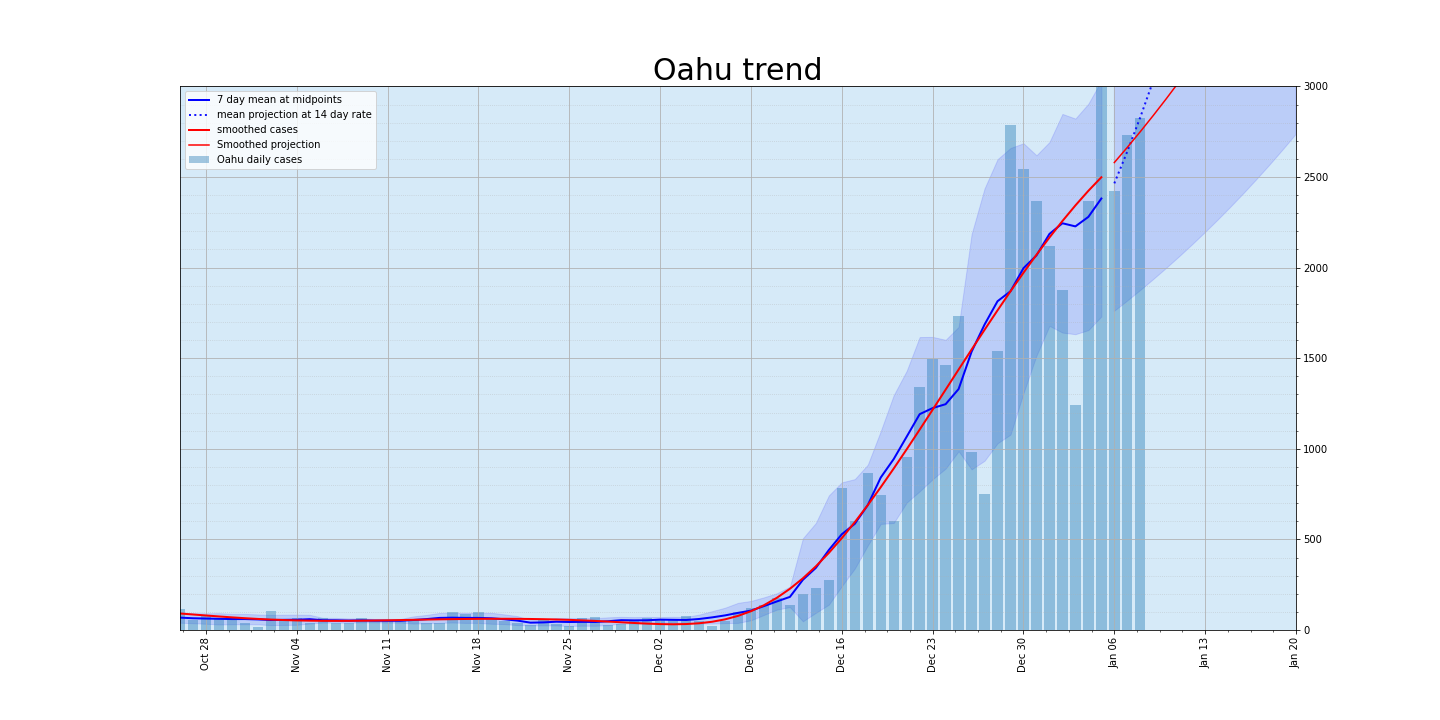 Oahu trend
7 day mean at midpoints
mean projection at 14 day rate
smoothed cases
Smoothed projection
Oahu daily cases
3000
2500
2000
1500
1000
500
0
Oct 28
Nov 04
Nov 11
Nov 18
Nov 25
Dec 02
Dec 09
Dec 16
Dec 23
Dec 30
Jan 06
Jan 13
Jan 20